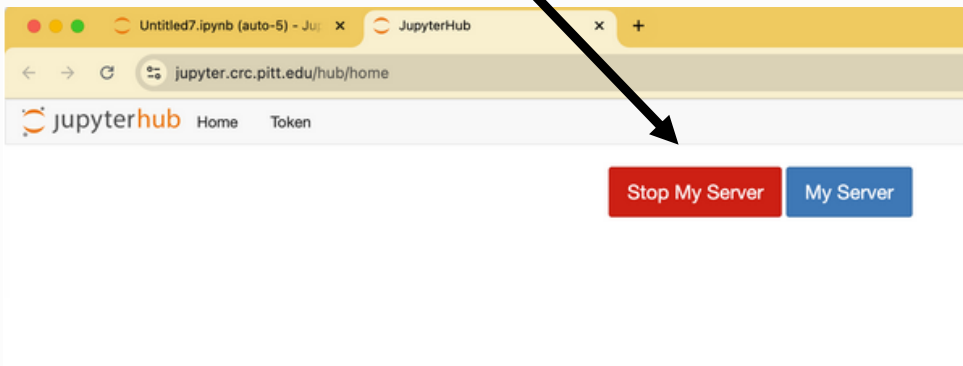 Untitled7.ipynb (auto-5) - Ju
JupyterHub
jupyter.crc.pitt.edu/hub/home
jupyterhub Home Token
Stop My Server My Server